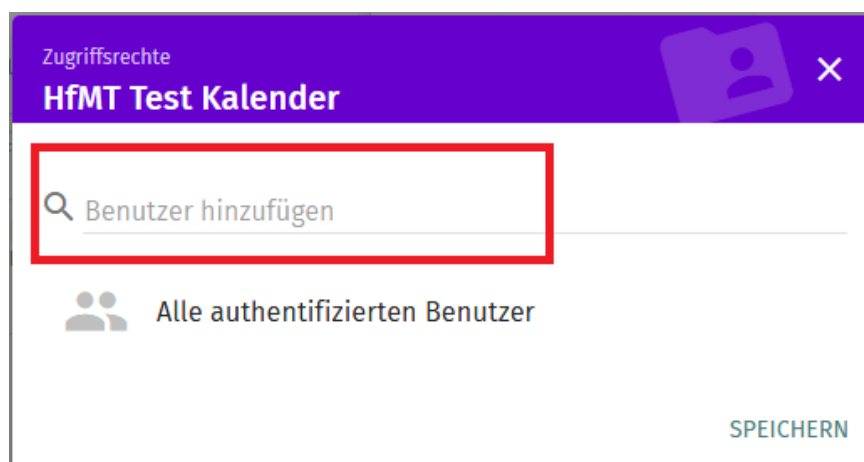 Zugriffsrechte
HfMT Test Kalender
Benutzer hinzufügen
Alle authentifizierten Benutzer
SPEICHERN